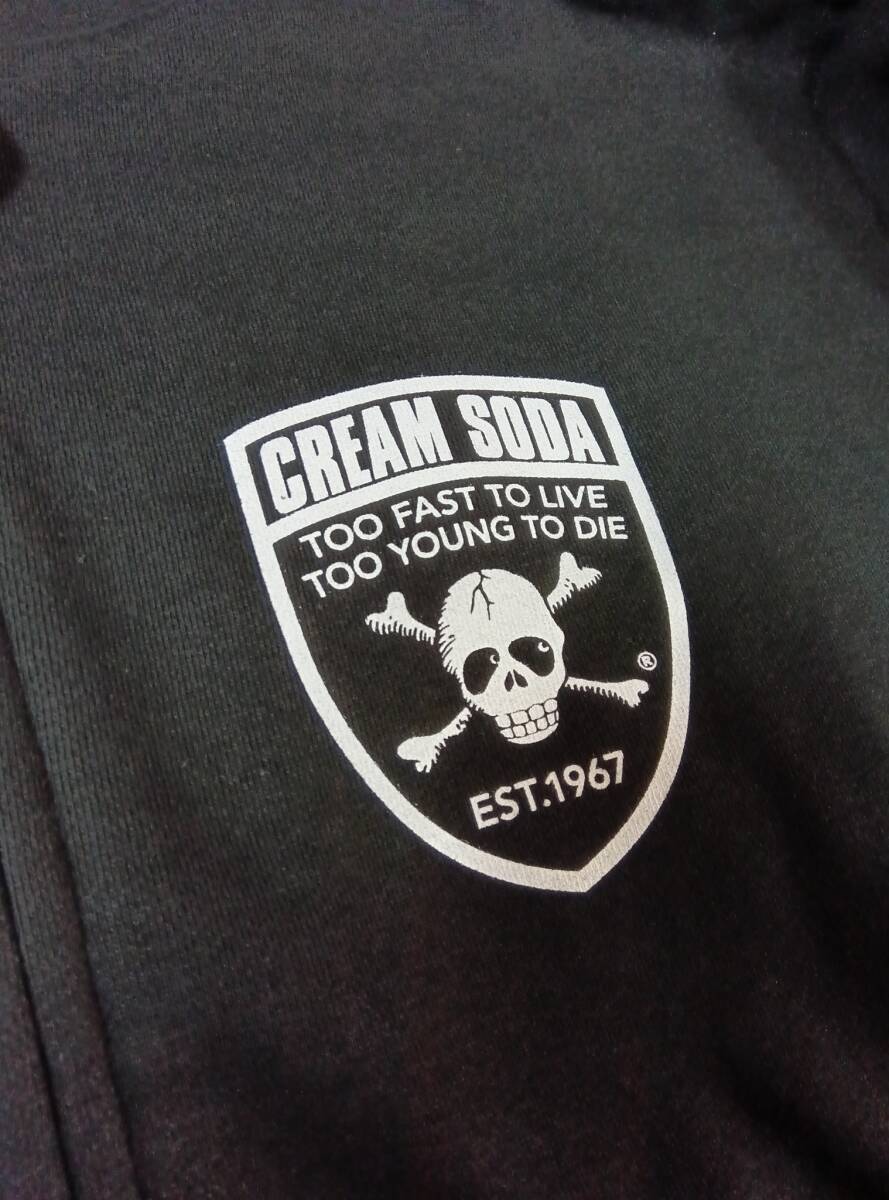 CREAM SODA
TOO FAST TO LIVE
TOO YOUNG TO DIE
®
EST.1967